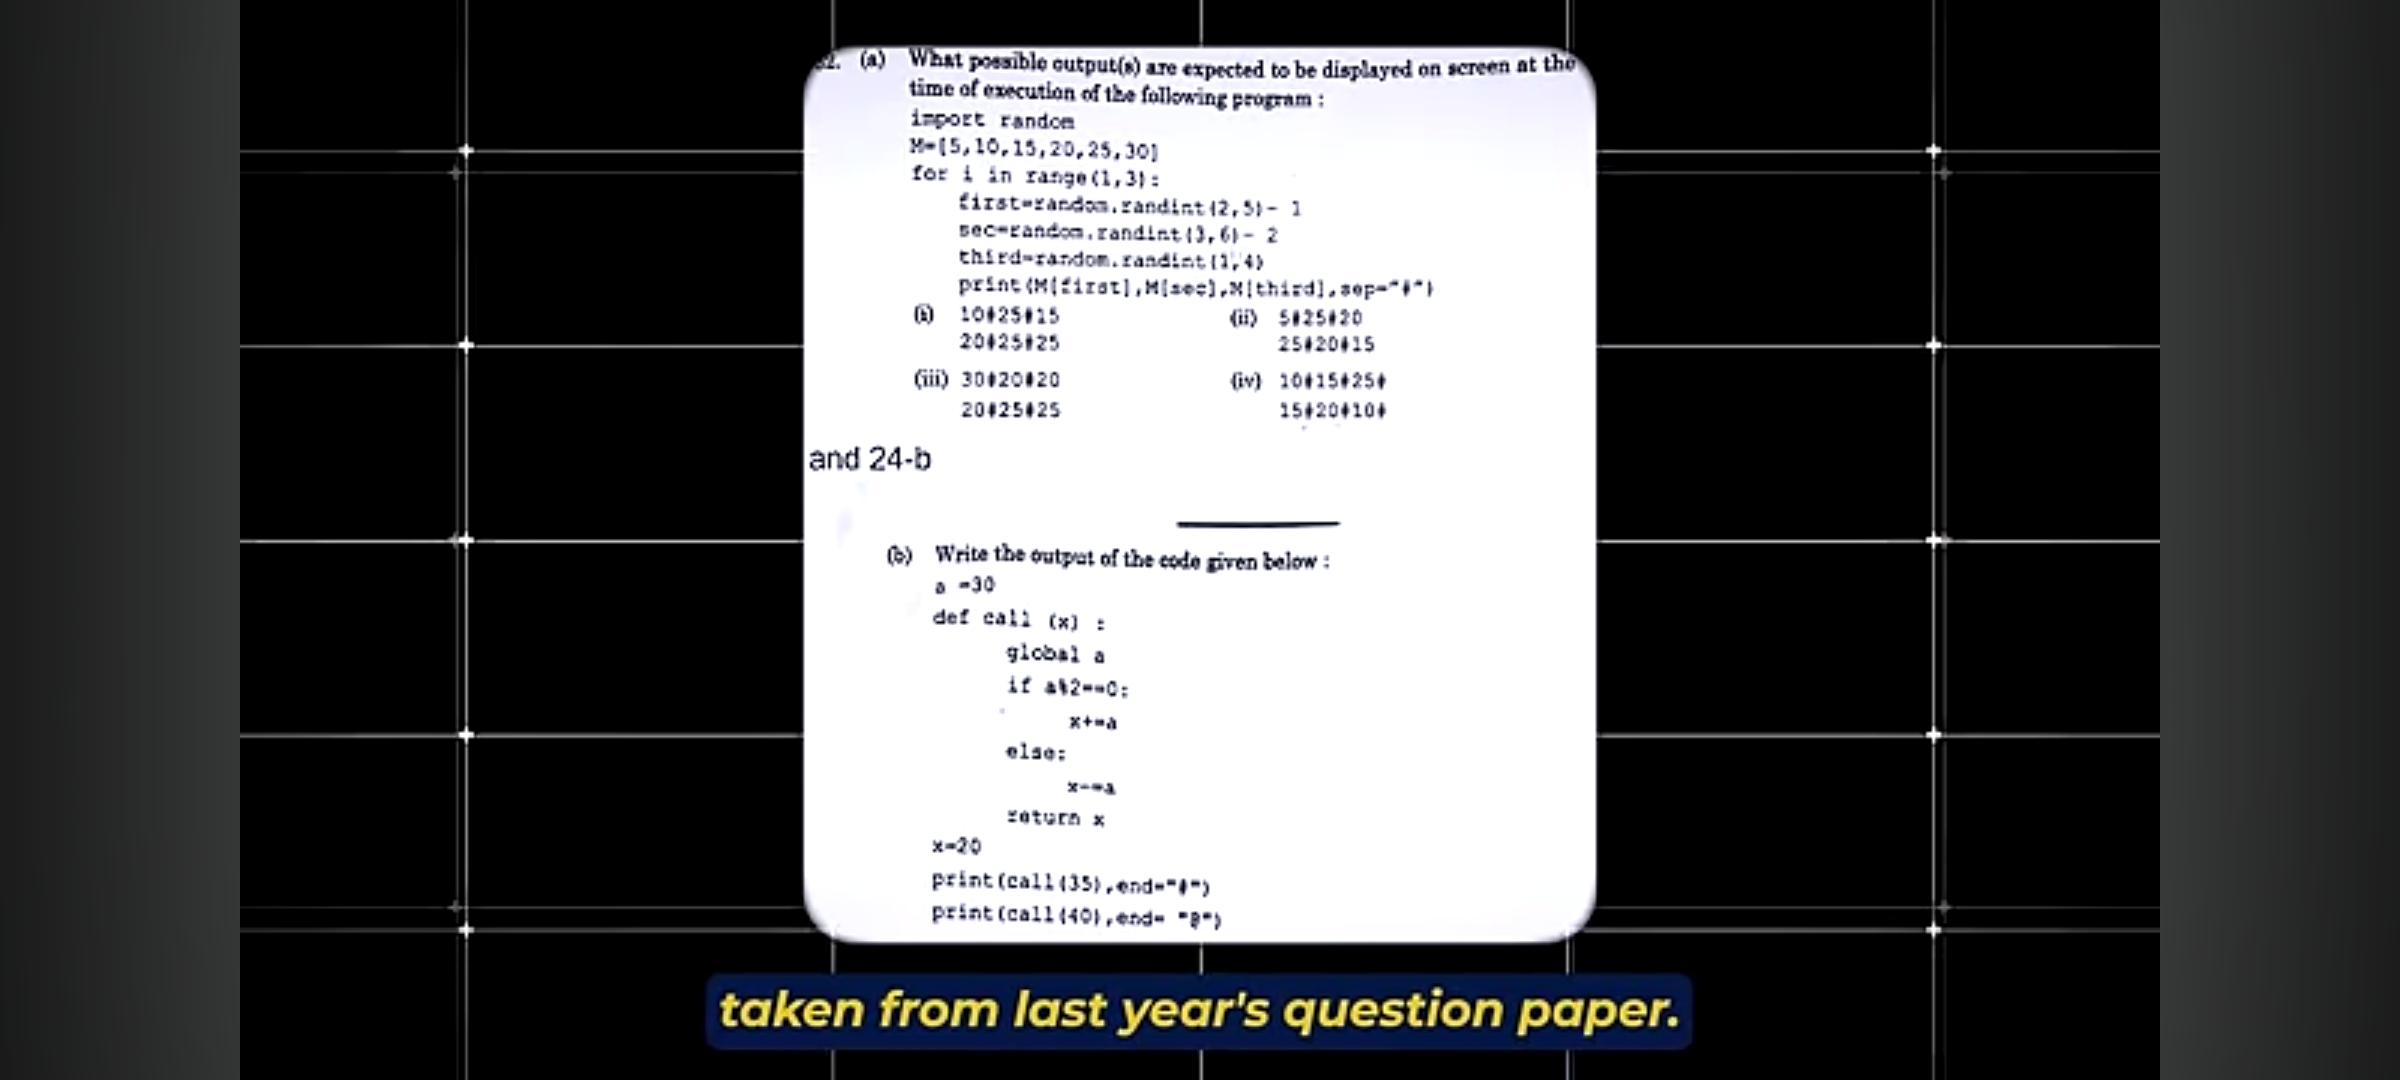 32. (a) What possible output(s) are expected to be displayed on screen at the
time of execution of the following program :
import random
M=[5,10,15,20,25,30]
for i in range(1,3):
first=random.randint(2,5)- 1
sec=random.randint(3,6)- 2
third=random.randint(1,4)
print(M[first],M[sec],M[third],sep="#")
(i) 10#25#15 (ii) 5#25#20
20#25#25 25#20#15
(iii) 30#20#20 (iv) 10#15#25#
20#25#25 15#20#10#
and 24-b
(b) Write the output of the code given below :
a =30
def call (x) :
global a
if a%2==0:
x+=a
else:
x-=a
return x
x=20
print(call(35),end="#")
print(call(40),end= "@")
taken from last year's question paper.